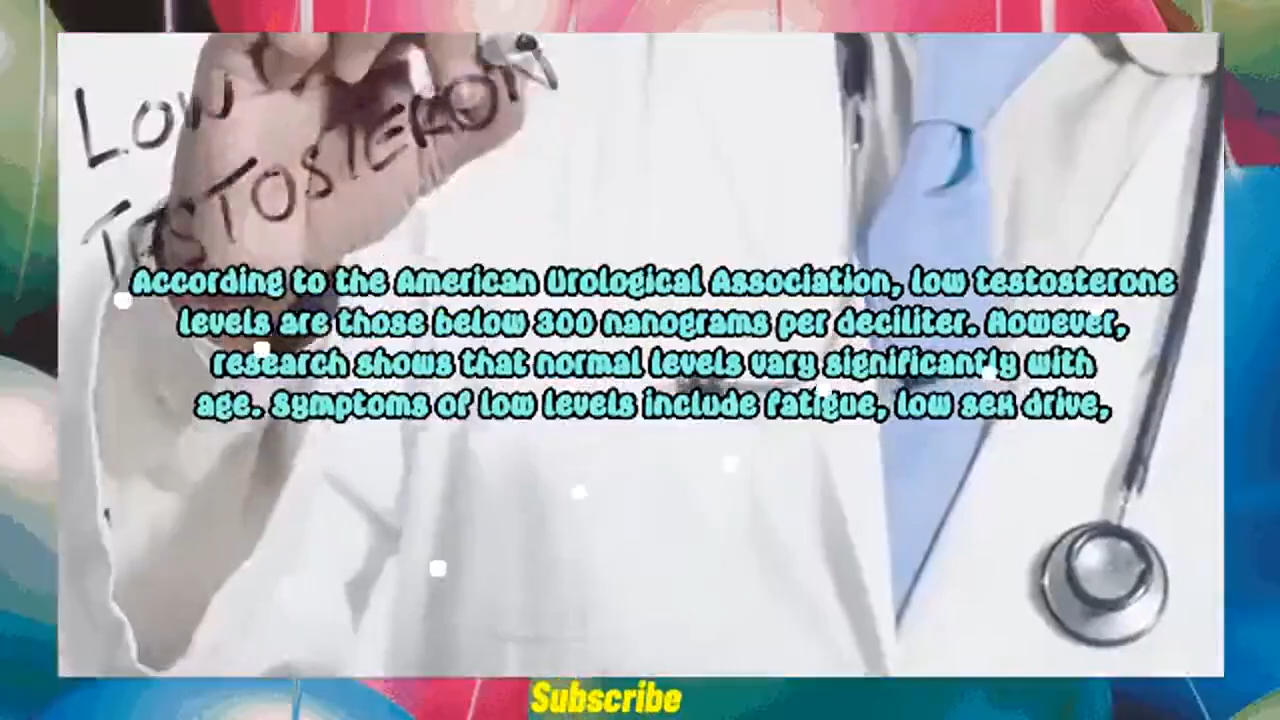 Low
TESTOSTERON
According to the American Urological Association, low testosterone
levels are those below 300 nanograms per deciliter. However,
research shows that normal levels vary significantly with
age. Symptoms of low levels include fatigue, low sex drive,
Subscribe